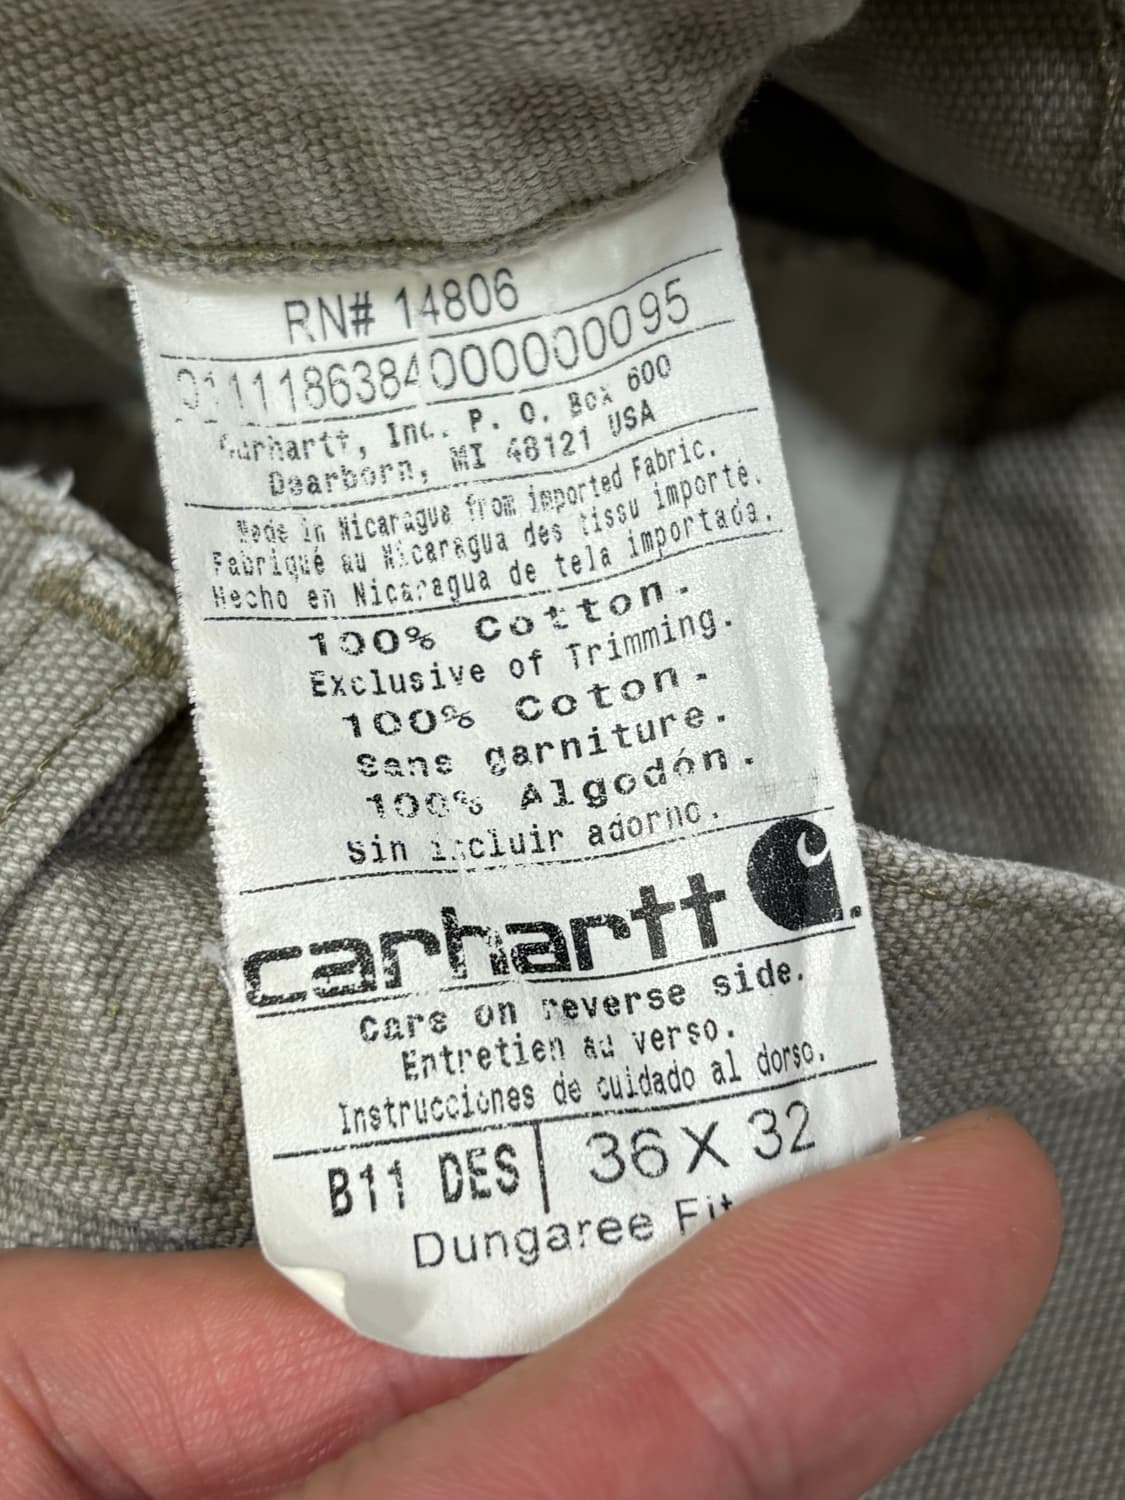 RN# 14806
01111863840000000095
Carhartt, Inc. P. O. Box 600
Dearborn, MI 48121 USA
Made in Nicaragua from imported Fabric.
Fabriqué au Nicaragua des tissu importé.
Hecho en Nicaragua de tela importada.
100% Cotton.
Exclusive of Trimming.
100% Coton.
Sans garniture.
100% Algodón.
Sin incluir adorno.
carhartt
Care on reverse side.
Entretien au verso.
Instrucciones de cuidado al dorso.
B11 DES 36 X 32
Dungaree Fit